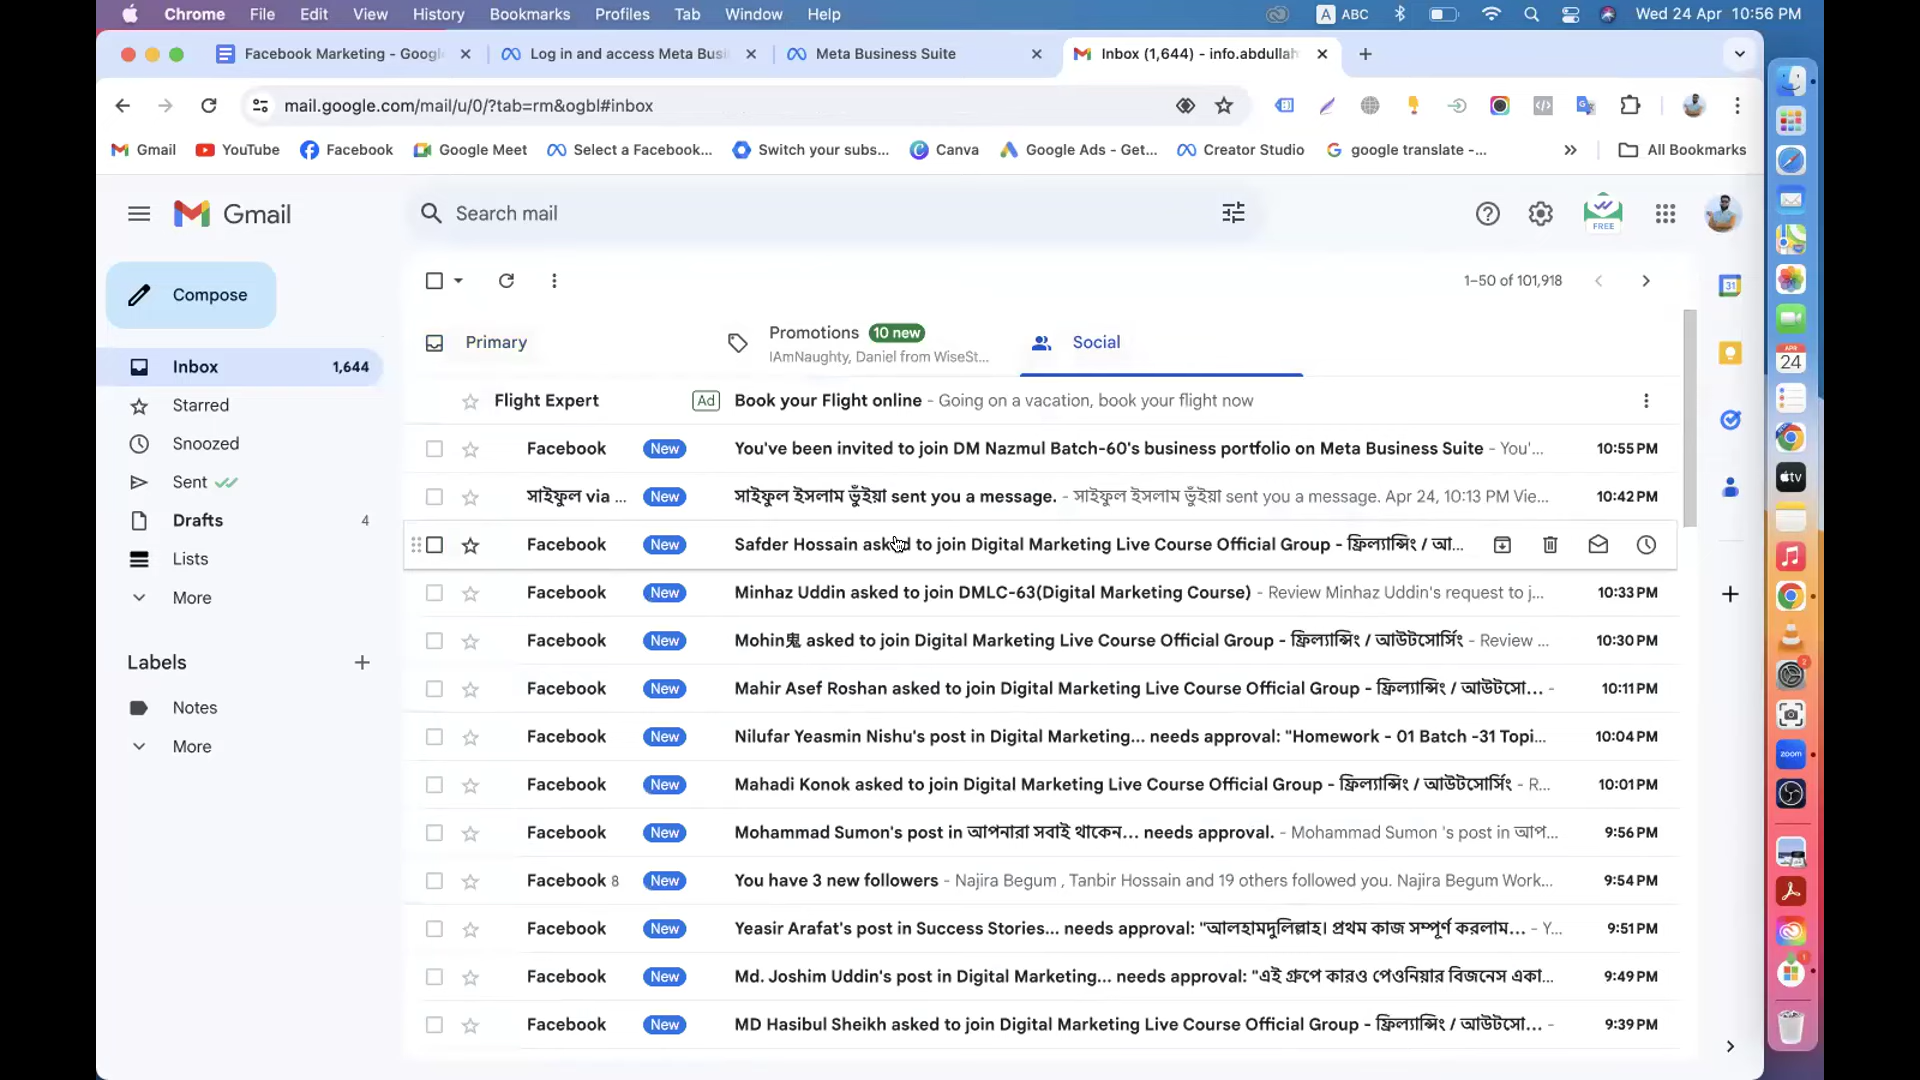 Chrome File Edit View History Bookmarks Profiles Tab Window Help A ABC Wed 24 Apr 10:56 PM
Facebook Marketing - Googl Log in and access Meta Busi Meta Business Suite Inbox (1,644) - info.abdullah
mail.google.com/mail/u/0/?tab=rm&ogbl#inbox
Gmail YouTube Facebook Google Meet Select a Facebook... Switch your subs... Canva Google Ads - Get... Creator Studio google translate -... All Bookmarks
Gmail Search mail FREE
Compose
1–50 of 101,918
Primary
Promotions 10 new
IAmNaughty, Daniel from WiseSt...
Social
Inbox 1,644
Starred
Snoozed
Sent
Drafts 4
Lists
More
Labels
Notes
More
Flight Expert Ad Book your Flight online - Going on a vacation, book your flight now
Facebook New You've been invited to join DM Nazmul Batch-60's business portfolio on Meta Business Suite - You'... 10:55 PM
সাইফুল via ... New সাইফুল ইসলাম ভুঁইয়া sent you a message. - সাইফুল ইসলাম ভুঁইয়া sent you a message. Apr 24, 10:13 PM Vie... 10:42 PM
Facebook New Safder Hossain asked to join Digital Marketing Live Course Official Group - ফ্রিল্যান্সিং / আ...
Facebook New Minhaz Uddin asked to join DMLC-63(Digital Marketing Course) - Review Minhaz Uddin's request to j... 10:33 PM
Facebook New Mohin鬼 asked to join Digital Marketing Live Course Official Group - ফ্রিল্যান্সিং / আউটসোর্সিং - Review ... 10:30 PM
Facebook New Mahir Asef Roshan asked to join Digital Marketing Live Course Official Group - ফ্রিল্যান্সিং / আউটসো... - 10:11 PM
Facebook New Nilufar Yeasmin Nishu's post in Digital Marketing... needs approval: "Homework - 01 Batch -31 Topi... 10:04 PM
Facebook New Mahadi Konok asked to join Digital Marketing Live Course Official Group - ফ্রিল্যান্সিং / আউটসোর্সিং - R... 10:01 PM
Facebook New Mohammad Sumon's post in আপনারা সবাই থাকেন... needs approval. - Mohammad Sumon 's post in আপ... 9:56 PM
Facebook 8 New You have 3 new followers - Najira Begum , Tanbir Hossain and 19 others followed you. Najira Begum Work... 9:54 PM
Facebook New Yeasir Arafat's post in Success Stories... needs approval: "আলহামদুলিল্লাহ। প্রথম কাজ সম্পূর্ণ করলাম... - Y... 9:51 PM
Facebook New Md. Joshim Uddin's post in Digital Marketing... needs approval: "এই গ্রুপে কারও পেওনিয়ার বিজনেস একা... 9:49 PM
Facebook New MD Hasibul Sheikh asked to join Digital Marketing Live Course Official Group - ফ্রিল্যান্সিং / আউটসো... - 9:39 PM
31
APR
24
tv
zoom